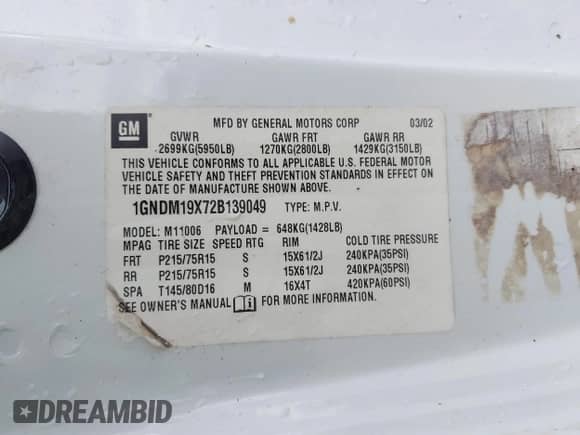 GM
MFD BY GENERAL MOTORS CORP 03/02
GVWR GAWR FRT GAWR RR
2699KG(5950LB) 1270KG(2800LB) 1429KG(3150LB)
THIS VEHICLE CONFORMS TO ALL APPLICABLE U.S. FEDERAL MOTOR
VEHICLE SAFETY AND THEFT PREVENTION STANDARDS IN EFFECT ON
THE DATE OF MANUFACTURE SHOWN ABOVE.
1GNDM19X72B139049 TYPE: M.P.V.
MODEL: M11006 PAYLOAD = 648KG(1428LB)
MPAG TIRE SIZE SPEED RTG RIM COLD TIRE PRESSURE
FRT P215/75R15 S 15X61/2J 240KPA(35PSI)
RR P215/75R15 S 15X61/2J 240KPA(35PSI)
SPA T145/80D16 M 16X4T 420KPA(60PSI)
SEE OWNER'S MANUAL FOR MORE INFORMATION.
DREAMBID